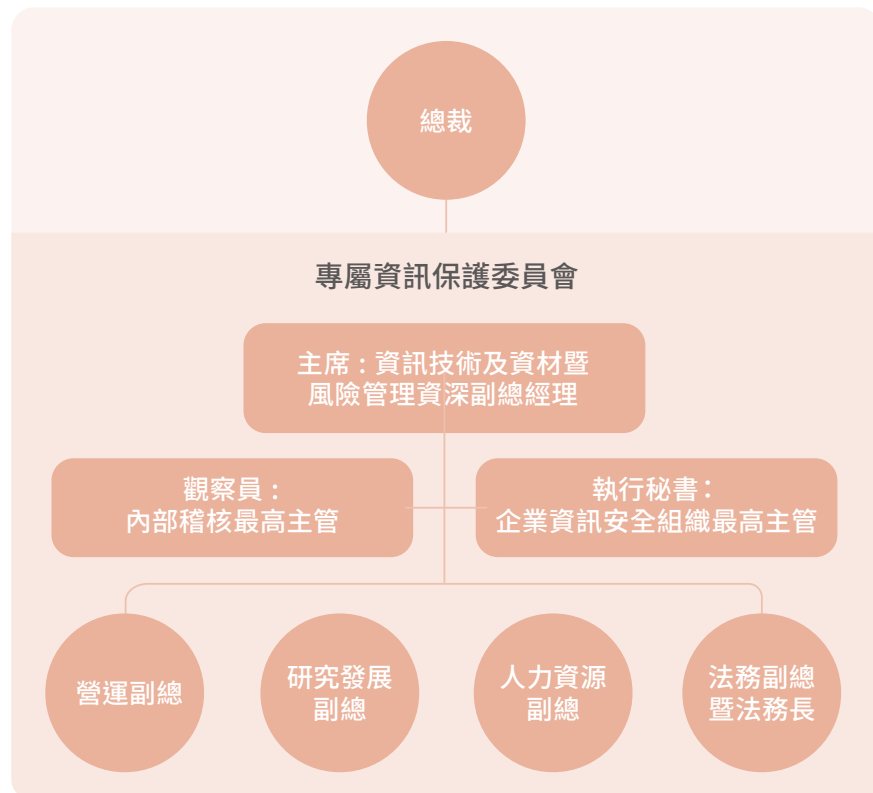 總裁
專屬資訊保護委員會
主席：資訊技術及資材暨
風險管理資深副總經理
觀察員：
內部稽核最高主管
執行秘書：
企業資訊安全組織最高主管
營運副總
研究發展
副總
人力資源
副總
法務副總
暨法務長